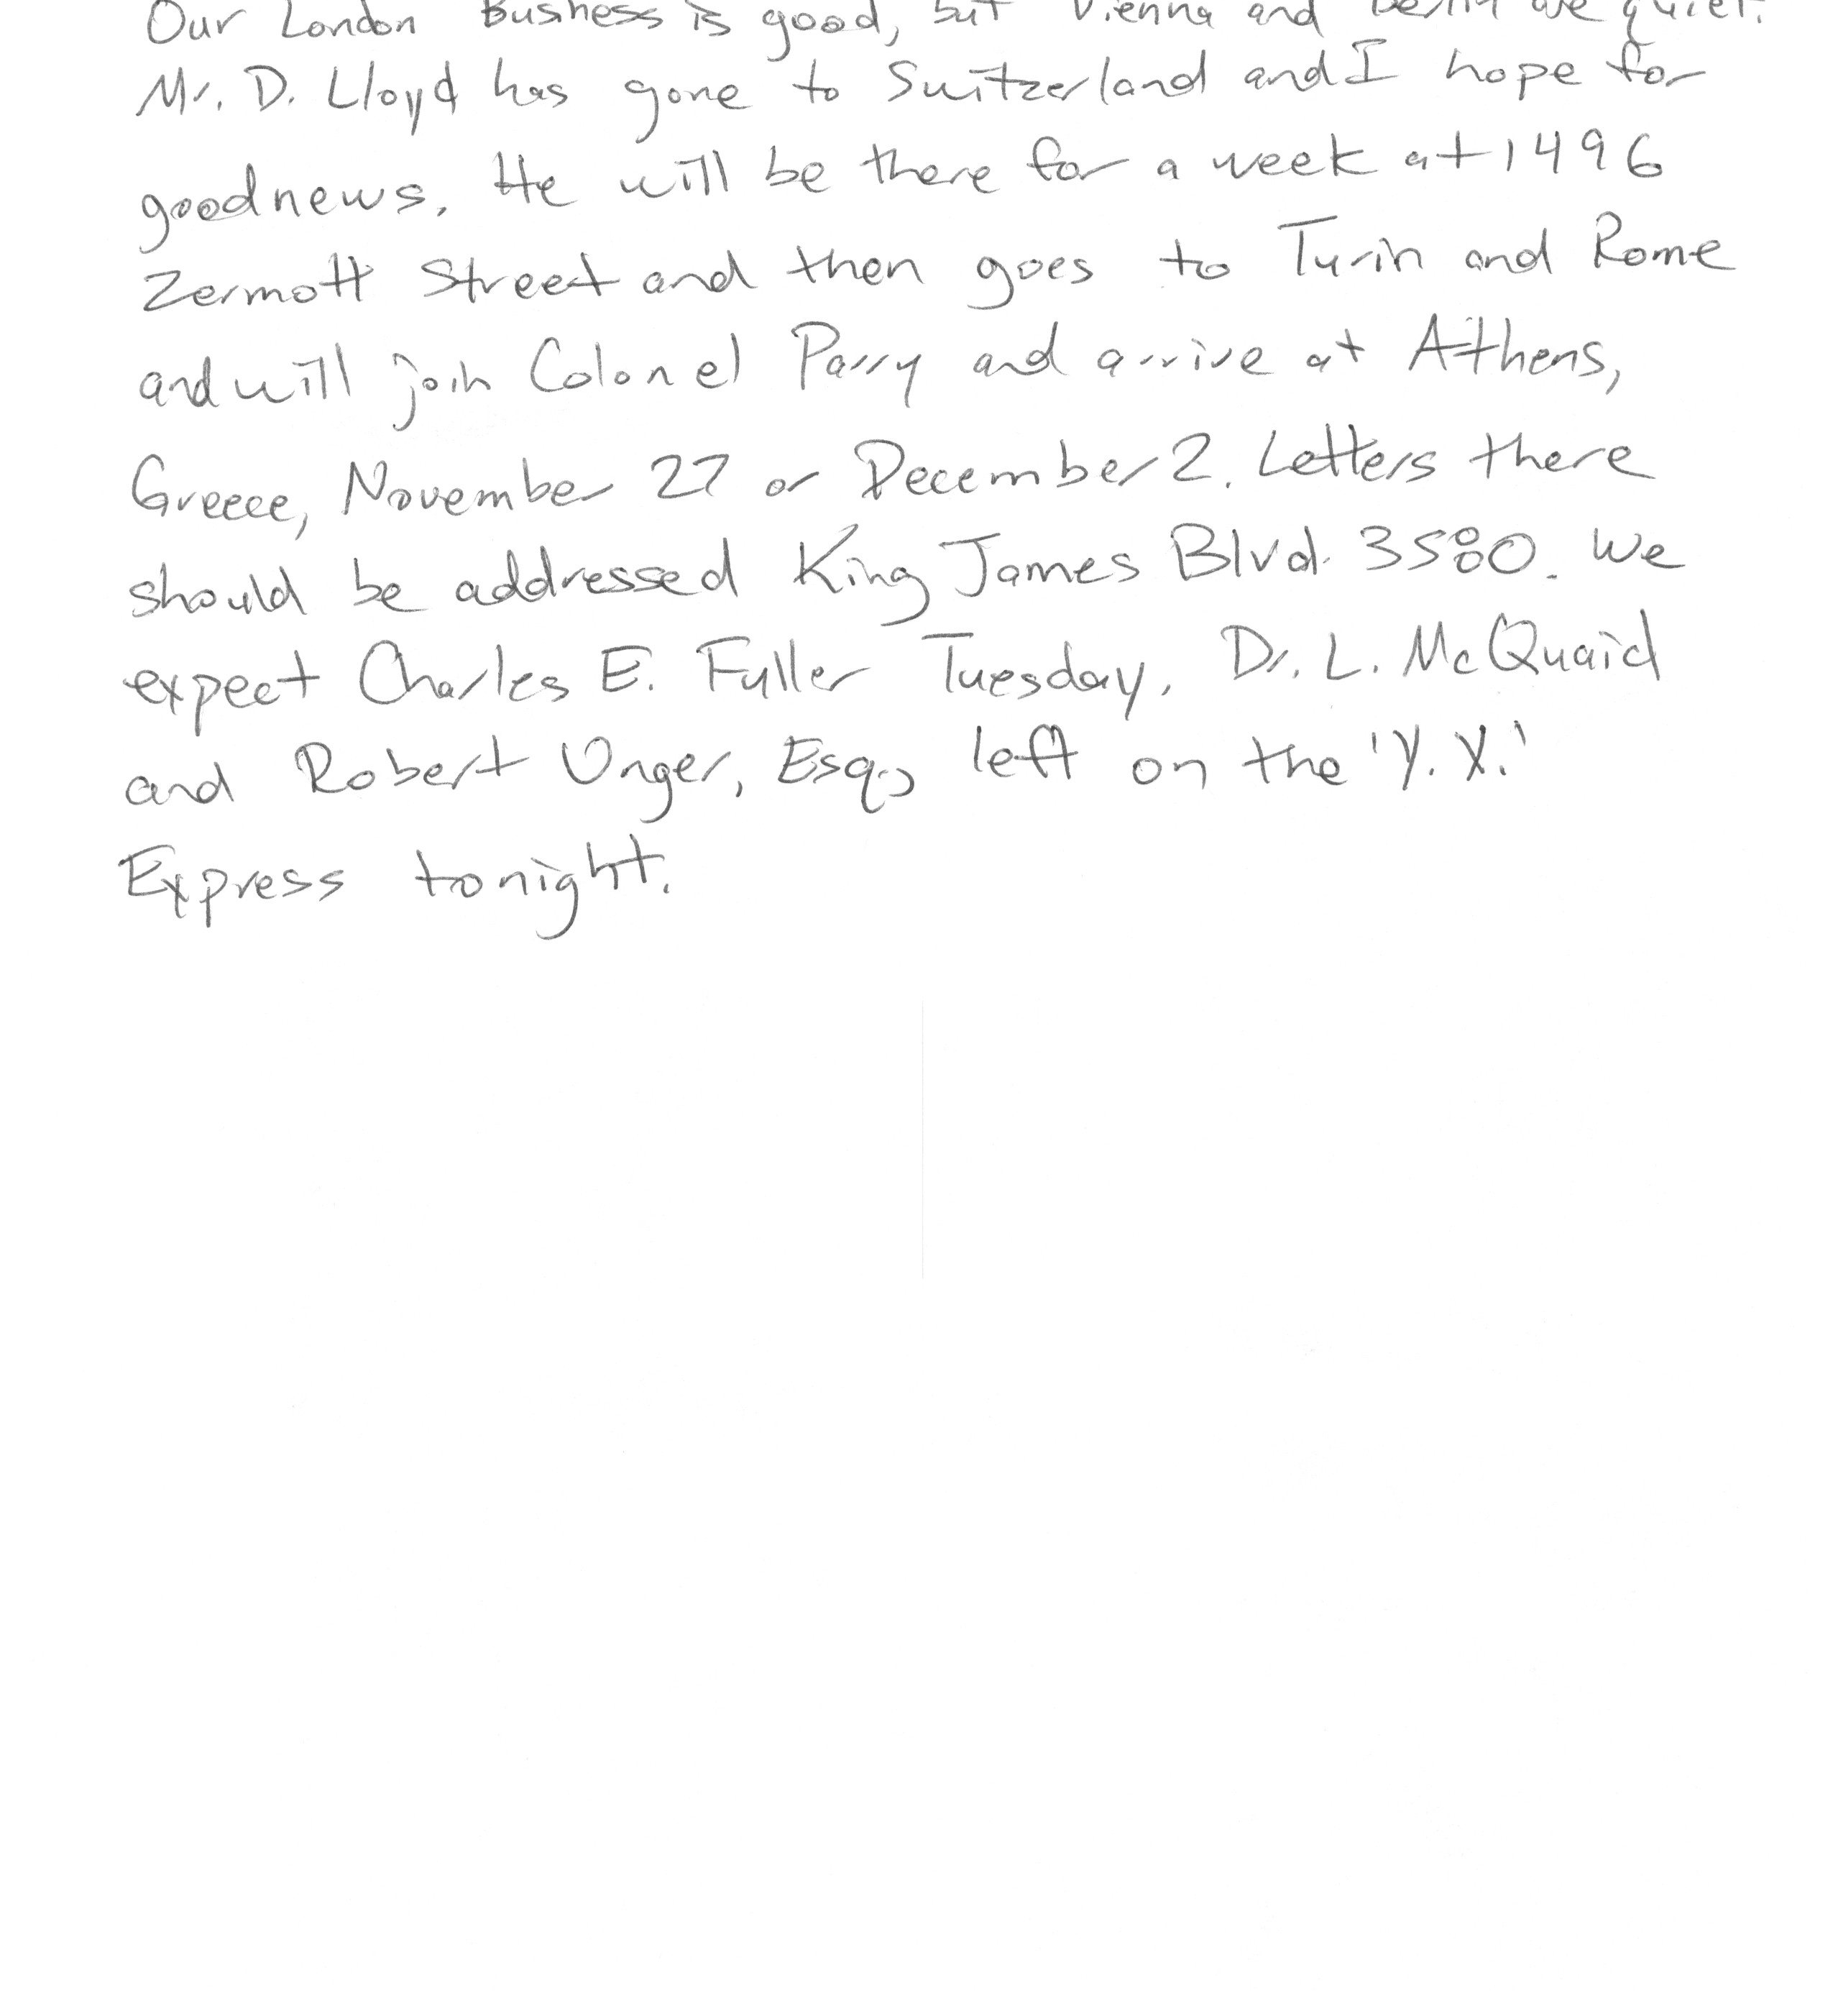 Our London Business is good, but Vienna and Berlin are quiet.
Mr. D. Lloyd has gone to Switzerland and I hope for
good news. He will be there for a week at 1496
Zermott Street and then goes to Turin and Rome
and will join Colonel Parry and arrive at Athens,
Greece, November 27 or December 2. Letters there
should be addressed King James Blvd. 3580. We
expect Charles E. Fuller Tuesday. Dr. L. McQuaid
and Robert Unger, Esq., left on the 'Y. X.'
Express tonight.